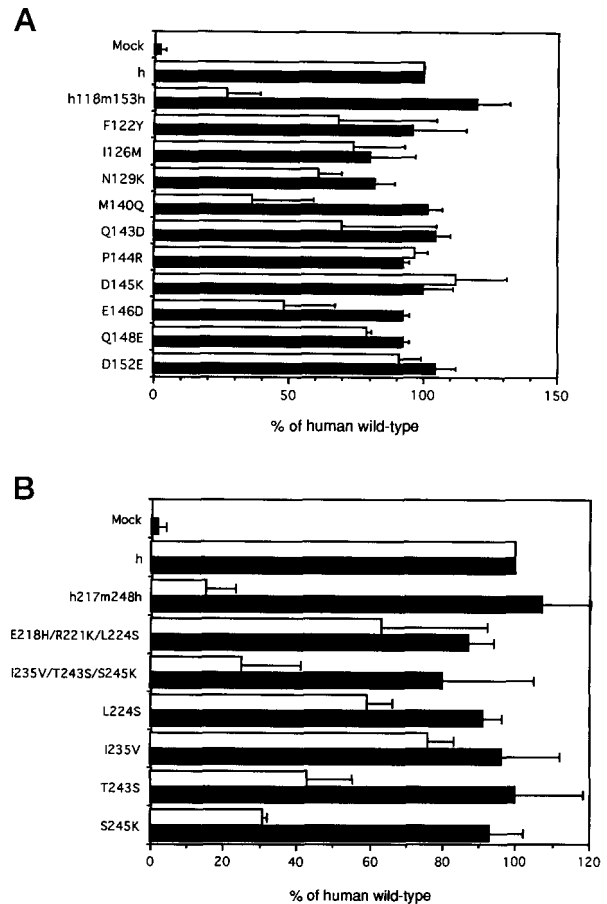 A
Mock
h
h118m153h
F122Y
I126M
N129K
M140Q
Q143D
P144R
D145K
E146D
Q148E
D152E
0 50 100 150
% of human wild-type
B
Mock
h
h217m248h
E218H/R221K/L224S
I235V/T243S/S245K
L224S
I235V
T243S
S245K
0 20 40 60 80 100 120
% of human wild-type